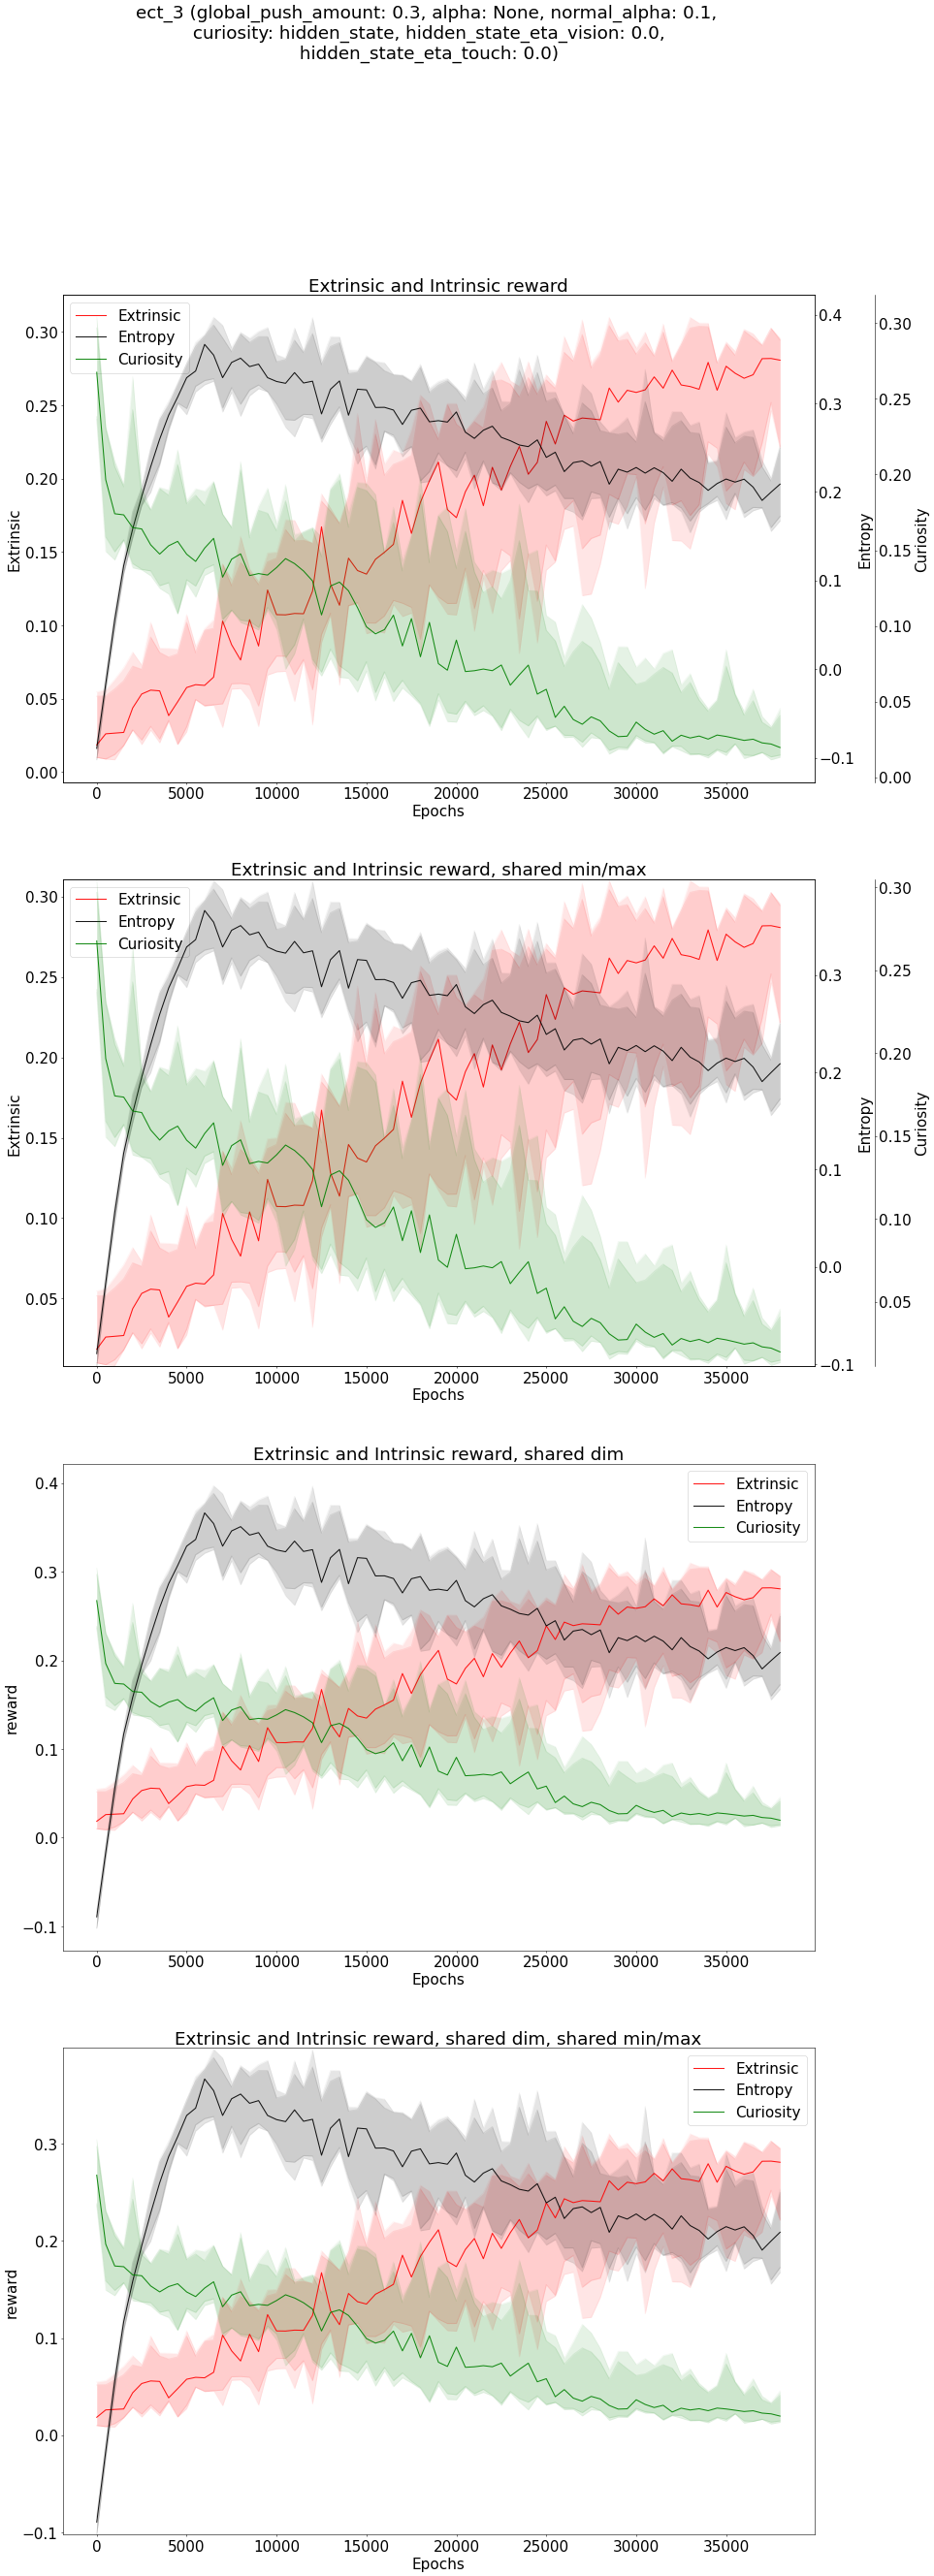 ect_3 (global_push_amount: 0.3, alpha: None, normal_alpha: 0.1,
curiosity: hidden_state, hidden_state_eta_vision: 0.0,
hidden_state_eta_touch: 0.0)
Extrinsic and Intrinsic reward
Extrinsic
Entropy
Curiosity
0.30
0.25
0.20
0.15
0.10
0.05
0.00
Extrinsic
0.4
0.3
0.2
0.1
0.0
−0.1
Entropy
0.30
0.25
0.20
0.15
0.10
0.05
0.00
Curiosity
0 5000 10000 15000 20000 25000 30000 35000
Epochs
Extrinsic and Intrinsic reward, shared min/max
Extrinsic
Entropy
Curiosity
0.30
0.25
0.20
0.15
0.10
0.05
Extrinsic
0.3
0.2
0.1
0.0
−0.1
Entropy
0.30
0.25
0.20
0.15
0.10
0.05
Curiosity
0 5000 10000 15000 20000 25000 30000 35000
Epochs
Extrinsic and Intrinsic reward, shared dim
Extrinsic
Entropy
Curiosity
0.4
0.3
0.2
0.1
0.0
−0.1
reward
0 5000 10000 15000 20000 25000 30000 35000
Epochs
Extrinsic and Intrinsic reward, shared dim, shared min/max
Extrinsic
Entropy
Curiosity
0.3
0.2
0.1
0.0
−0.1
reward
0 5000 10000 15000 20000 25000 30000 35000
Epochs